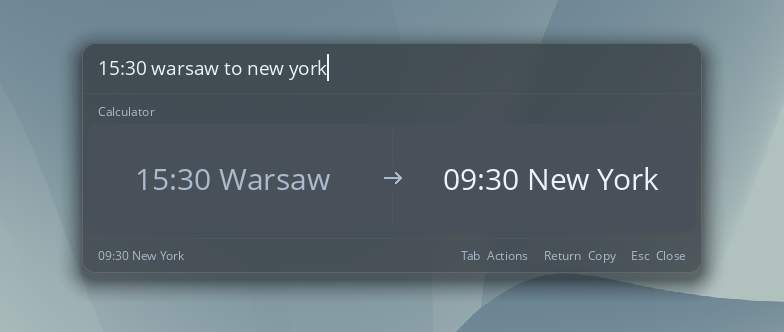 15:30 warsaw to new york
Calculator
15:30 Warsaw → 09:30 New York
09:30 New York Tab Actions Return Copy Esc Close